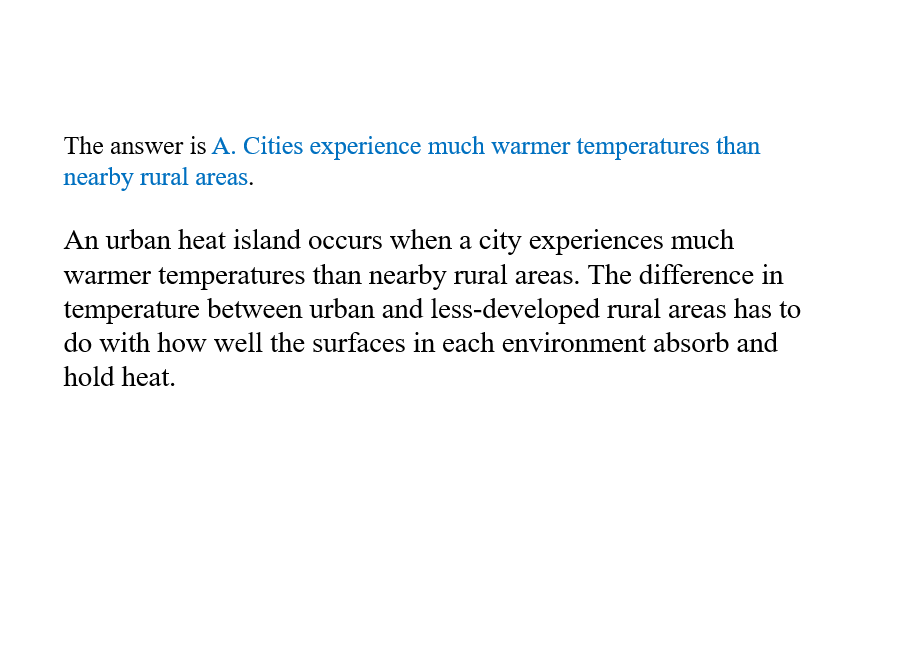 The answer is A. Cities experience much warmer temperatures than
nearby rural areas.
An urban heat island occurs when a city experiences much
warmer temperatures than nearby rural areas. The difference in
temperature between urban and less-developed rural areas has to
do with how well the surfaces in each environment absorb and
hold heat.